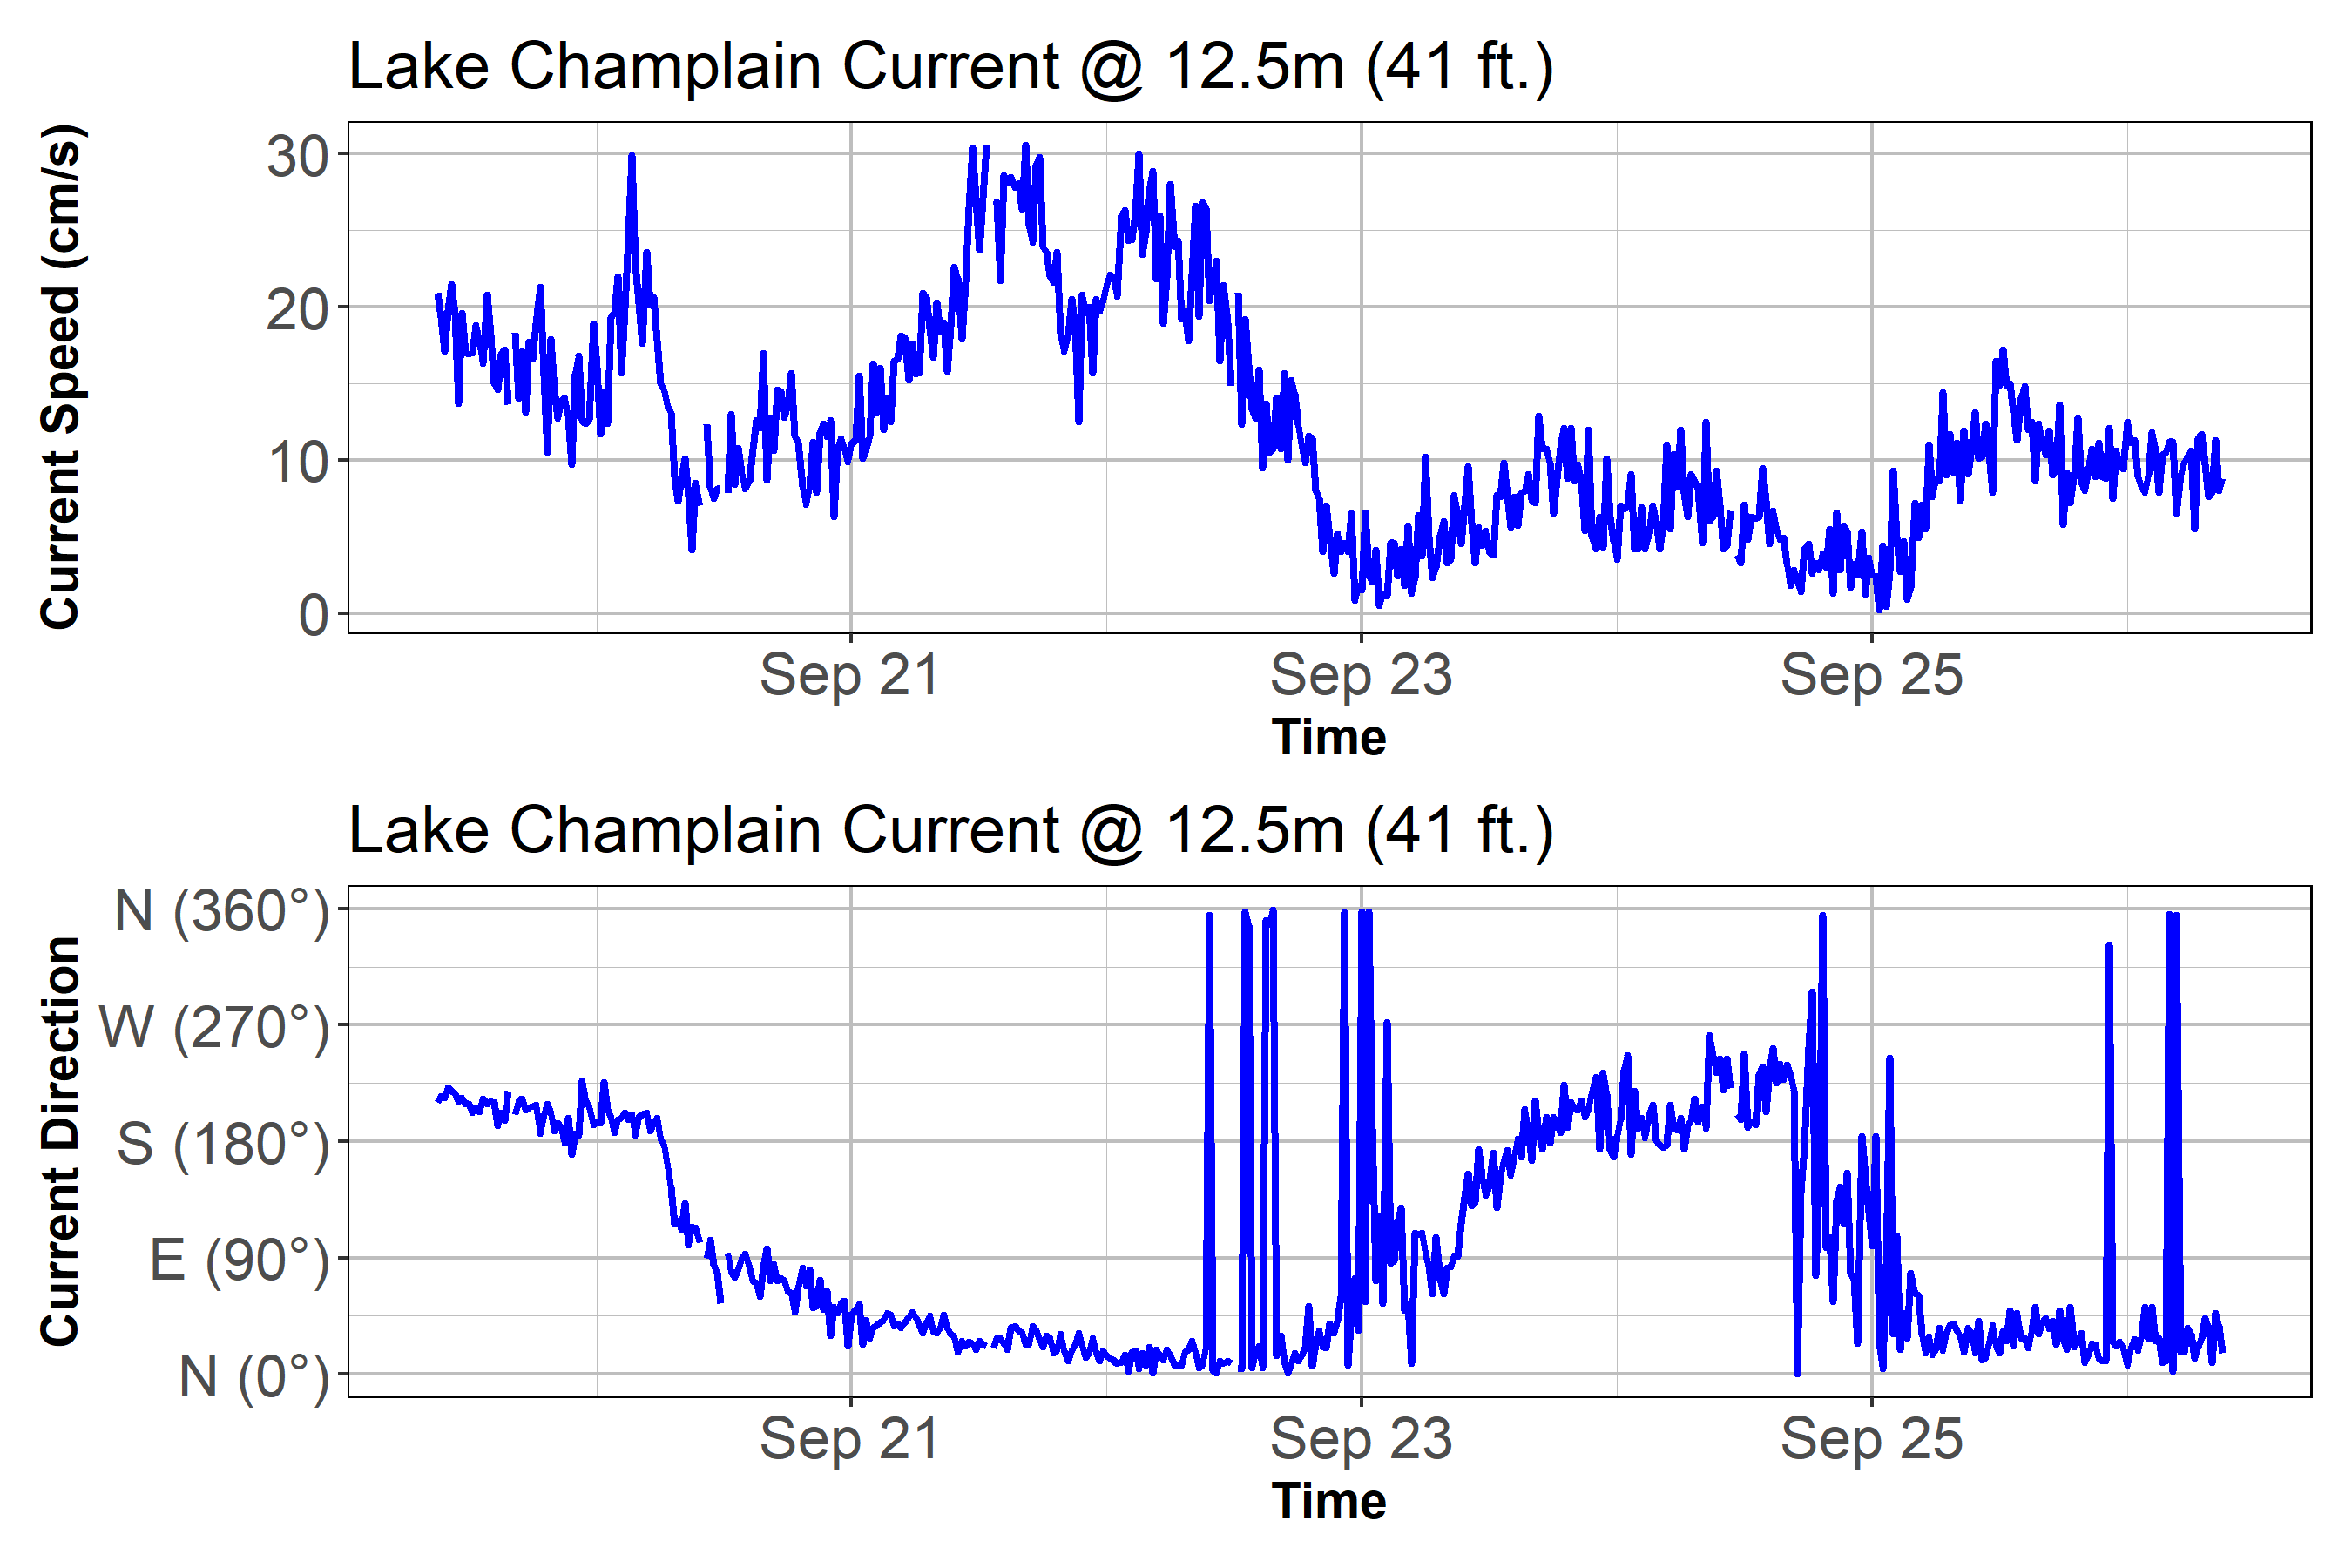 Lake Champlain Current @ 12.5m (41 ft.)
Current Speed (cm/s)
30
20
10
0
Sep 21 Sep 23 Sep 25
Time
Lake Champlain Current @ 12.5m (41 ft.)
Current Direction
N (360°)
W (270°)
S (180°)
E (90°)
N (0°)
Sep 21 Sep 23 Sep 25
Time